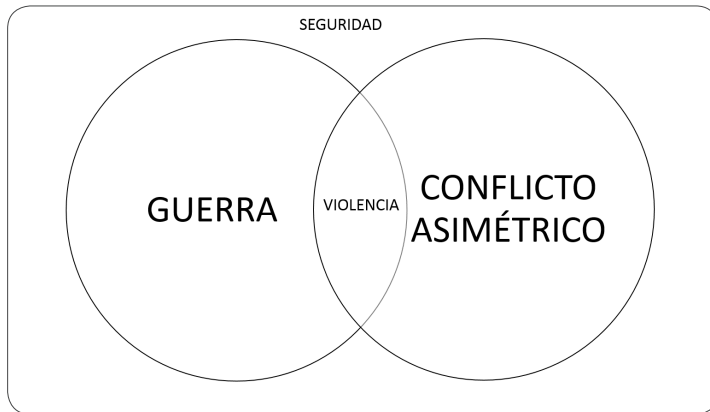 SEGURIDAD
GUERRA
VIOLENCIA
CONFLICTO
ASIMÉTRICO